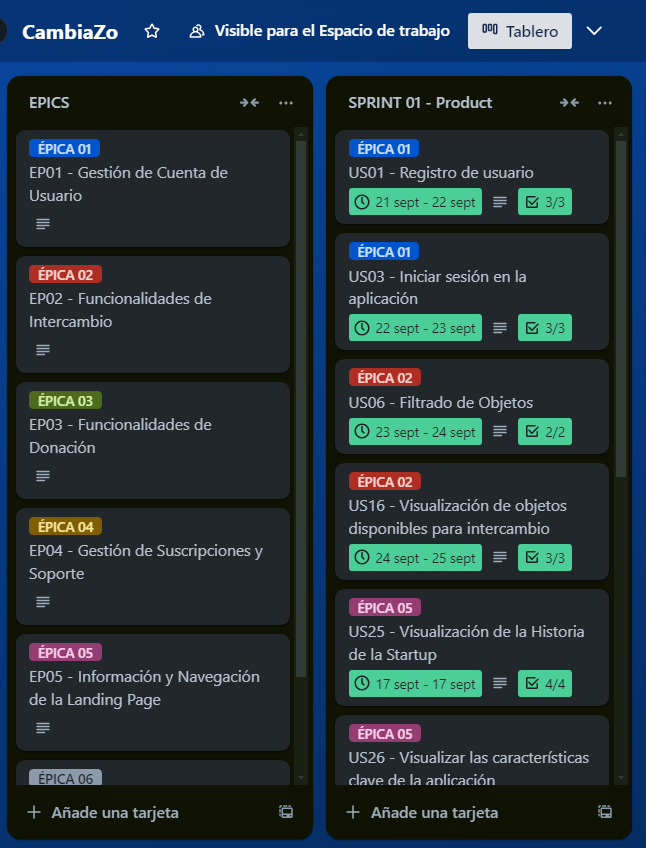 CambiaZo
Visible para el Espacio de trabajo
Tablero
EPICS
ÉPICA 01
EP01 - Gestión de Cuenta de
Usuario
ÉPICA 02
EP02 - Funcionalidades de
Intercambio
ÉPICA 03
EP03 - Funcionalidades de
Donación
ÉPICA 04
EP04 - Gestión de Suscripciones y
Soporte
ÉPICA 05
EP05 - Información y Navegación
de la Landing Page
ÉPICA 06
Añade una tarjeta
SPRINT 01 - Product
ÉPICA 01
US01 - Registro de usuario
21 sept - 22 sept
3/3
ÉPICA 01
US03 - Iniciar sesión en la
aplicación
22 sept - 23 sept
3/3
ÉPICA 02
US06 - Filtrado de Objetos
23 sept - 24 sept
2/2
ÉPICA 02
US16 - Visualización de objetos
disponibles para intercambio
24 sept - 25 sept
3/3
ÉPICA 05
US25 - Visualización de la Historia
de la Startup
17 sept - 17 sept
4/4
ÉPICA 05
US26 - Visualizar las características
clave de la aplicación
Añade una tarjeta